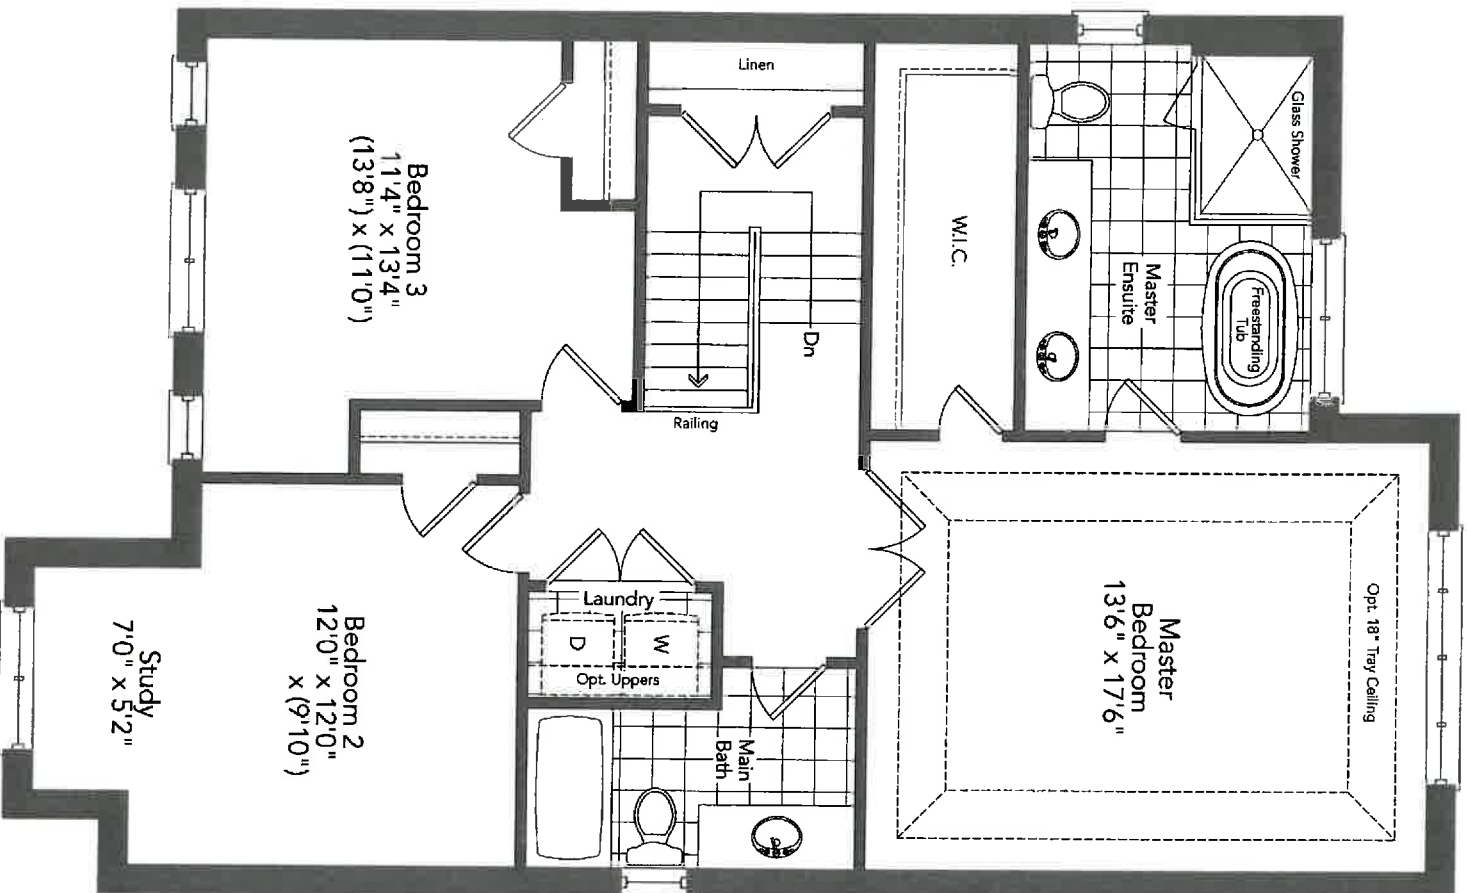 Linen
Glass Shower
Bedroom 3
11'4" x 13'4"
(13'8") x (11'0")
W.I.C.
Master
Ensuite
Freestanding
Tub
Dn
Railing
Laundry
D
W
Opt. Uppers
Master
Bedroom
13'6" x 17'6"
Opt. 18" Tray Ceiling
Bedroom 2
12'0" x 12'0"
x (9'10")
Study
7'0" x 5'2"
Main
Bath